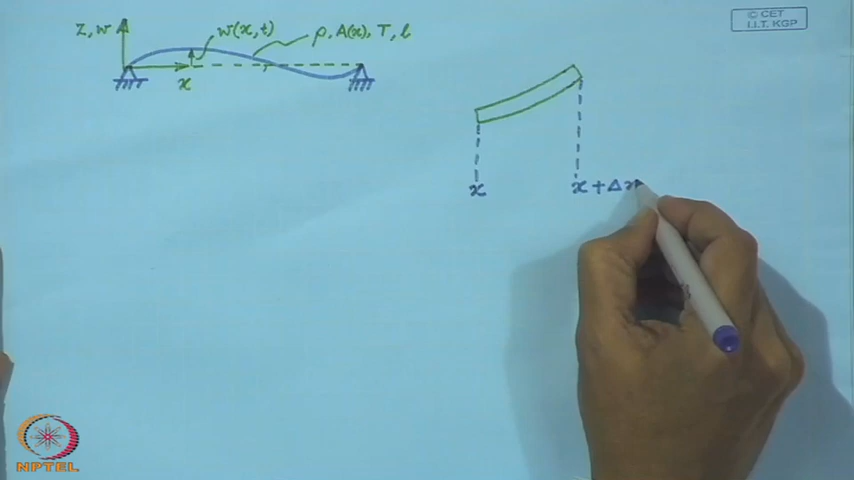 © CET
I.I.T. KGP
z, w
w(x,t)
ρ, A(x), T, l
x
x
x + Δx
NPTEL